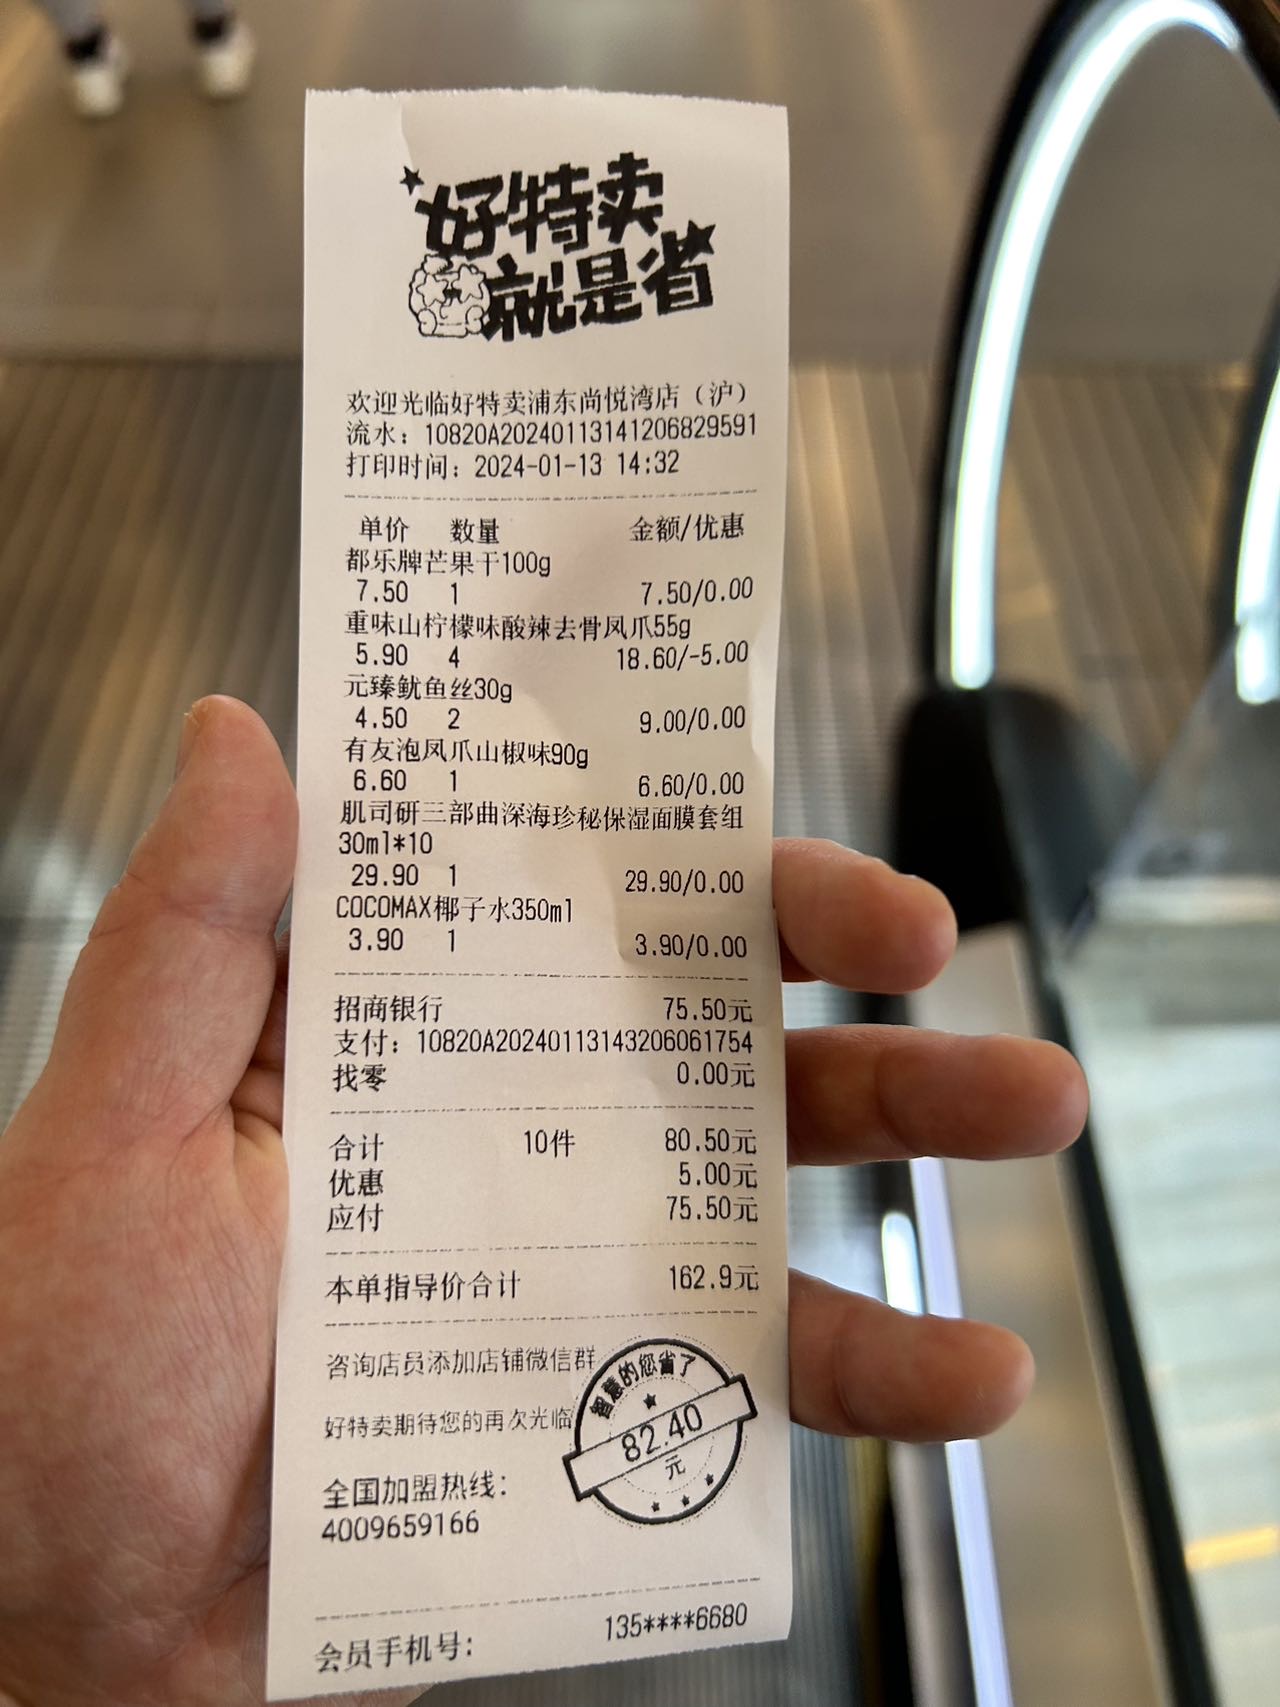 好特卖
就是省
欢迎光临好特卖浦东尚悦湾店（沪）
流水：10820A20240113141206829591
打印时间：2024-01-13 14:32
单价 数量 金额/优惠
都乐牌芒果干100g
7.50 1 7.50/0.00
重味山柠檬味酸辣去骨凤爪55g
5.90 4 18.60/-5.00
元臻鱿鱼丝30g
4.50 2 9.00/0.00
有友泡凤爪山椒味90g
6.60 1 6.60/0.00
肌司研三部曲深海珍秘保湿面膜套组
30ml*10
29.90 1 29.90/0.00
COCOMAX椰子水350ml
3.90 1 3.90/0.00
招商银行 75.50元
支付：10820A20240113143206061754
找零 0.00元
合计 10件 80.50元
优惠 5.00元
应付 75.50元
本单指导价合计 162.9元
咨询店员添加店铺微信群
好特卖期待您的再次光临
智慧的您省了
82.40
元
全国加盟热线：
4009659166
会员手机号： 135****6680